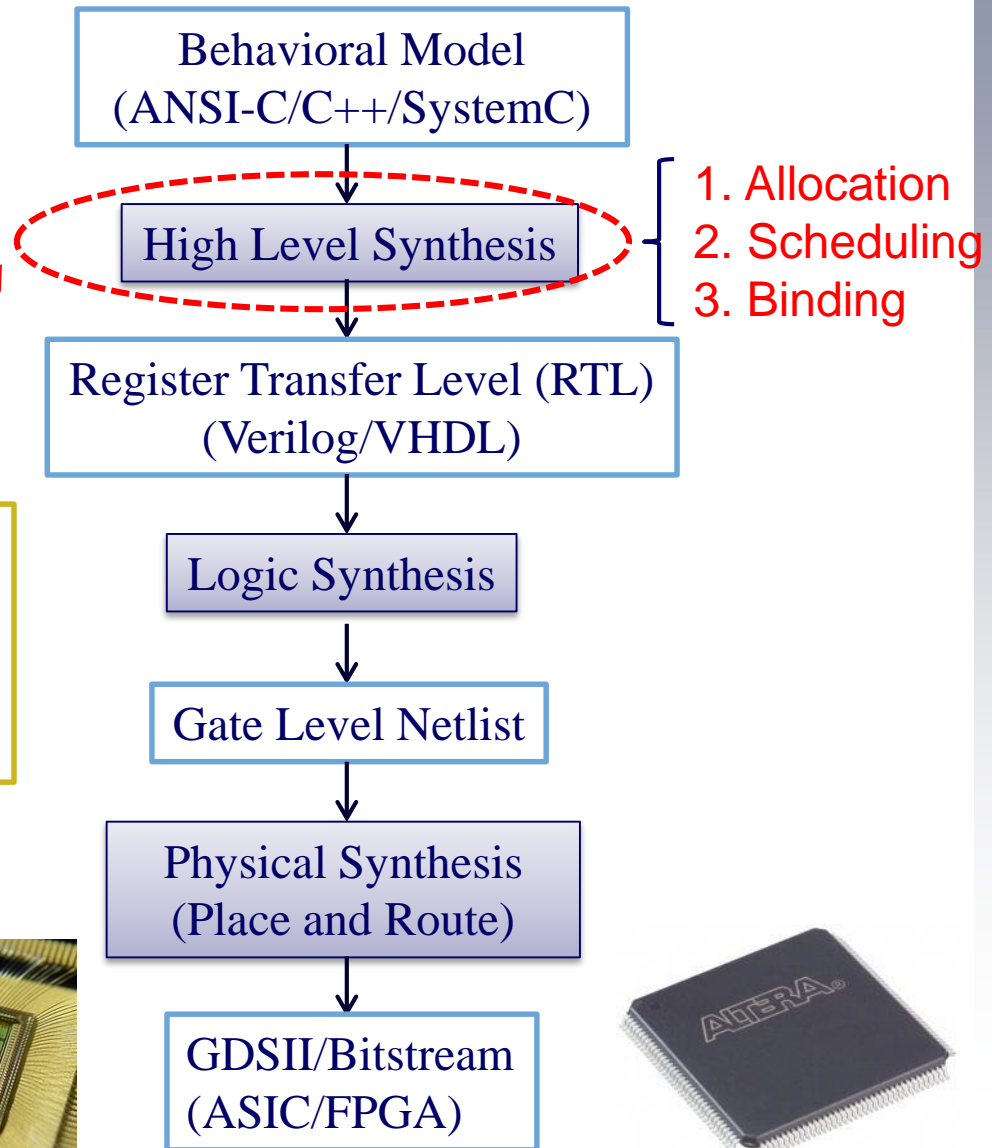 Behavioral Model
(ANSI-C/C++/SystemC)
High Level Synthesis
1. Allocation
2. Scheduling
3. Binding
Register Transfer Level (RTL)
(Verilog/VHDL)
Logic Synthesis
Gate Level Netlist
Physical Synthesis
(Place and Route)
ALTERA®
GDSII/Bitstream
(ASIC/FPGA)